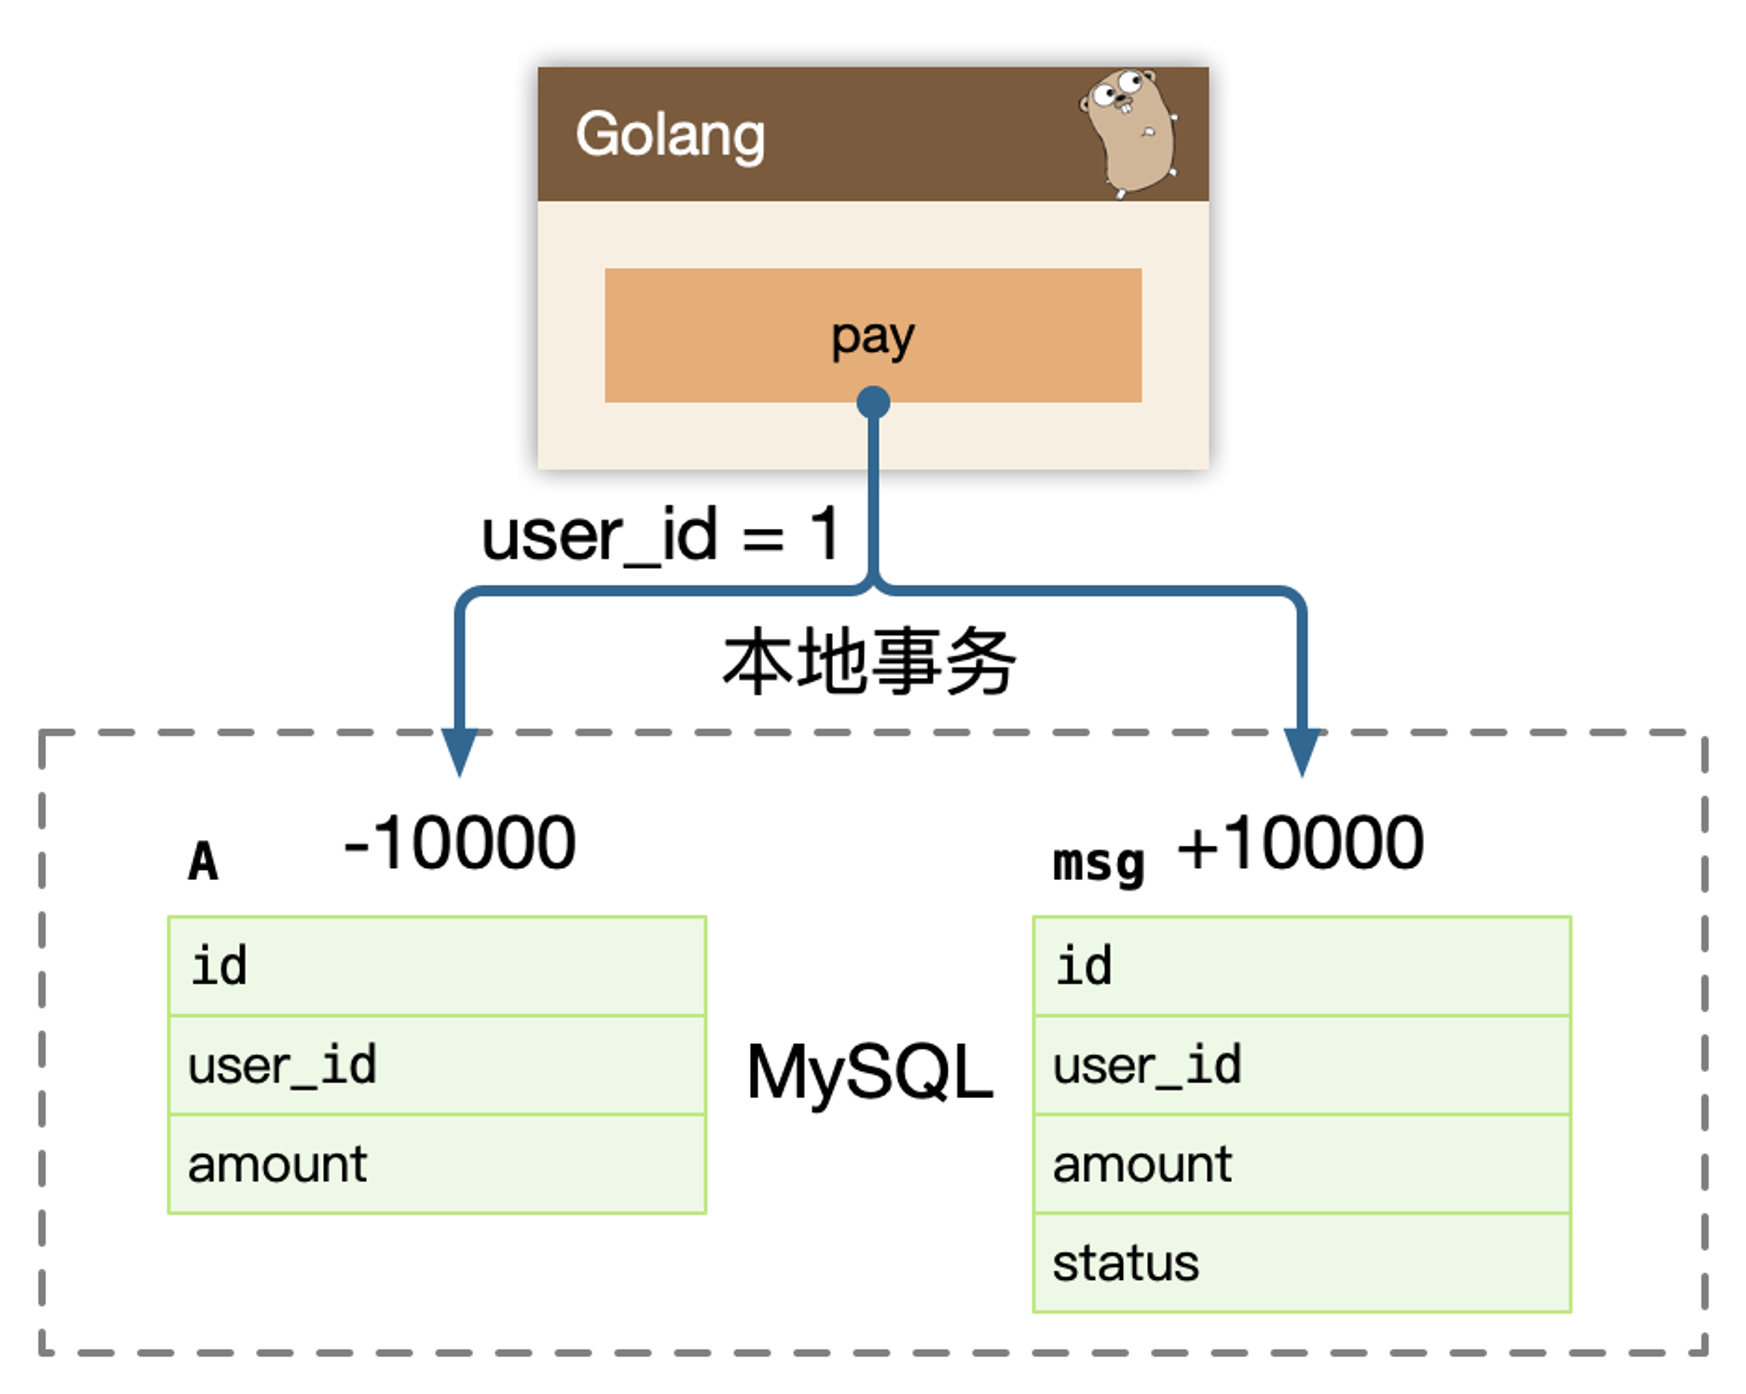 Golang
pay
user_id = 1
本地事务
A -10000
msg +10000
id
user_id
amount
MySQL
id
user_id
amount
status